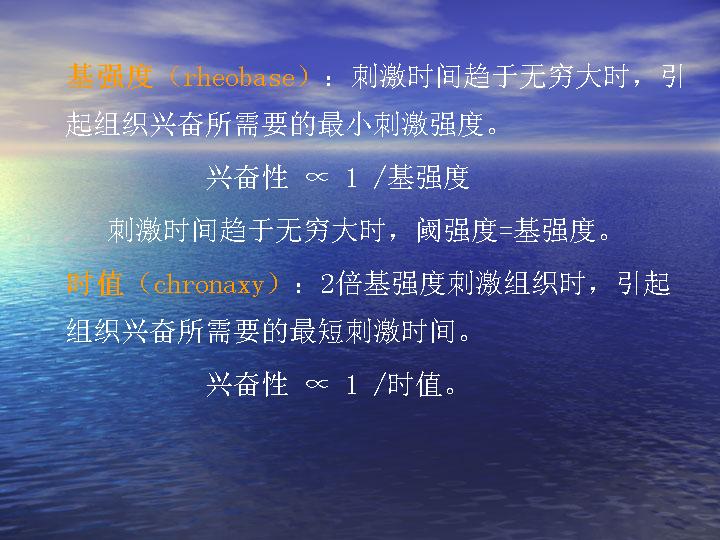 基强度（rheobase）：刺激时间趋于无穷大时，引
起组织兴奋所需要的最小刺激强度。
兴奋性 ∝ 1 /基强度
刺激时间趋于无穷大时，阈强度=基强度。
时值（chronaxy）：2倍基强度刺激组织时，引起
组织兴奋所需要的最短刺激时间。
兴奋性 ∝ 1 /时值。